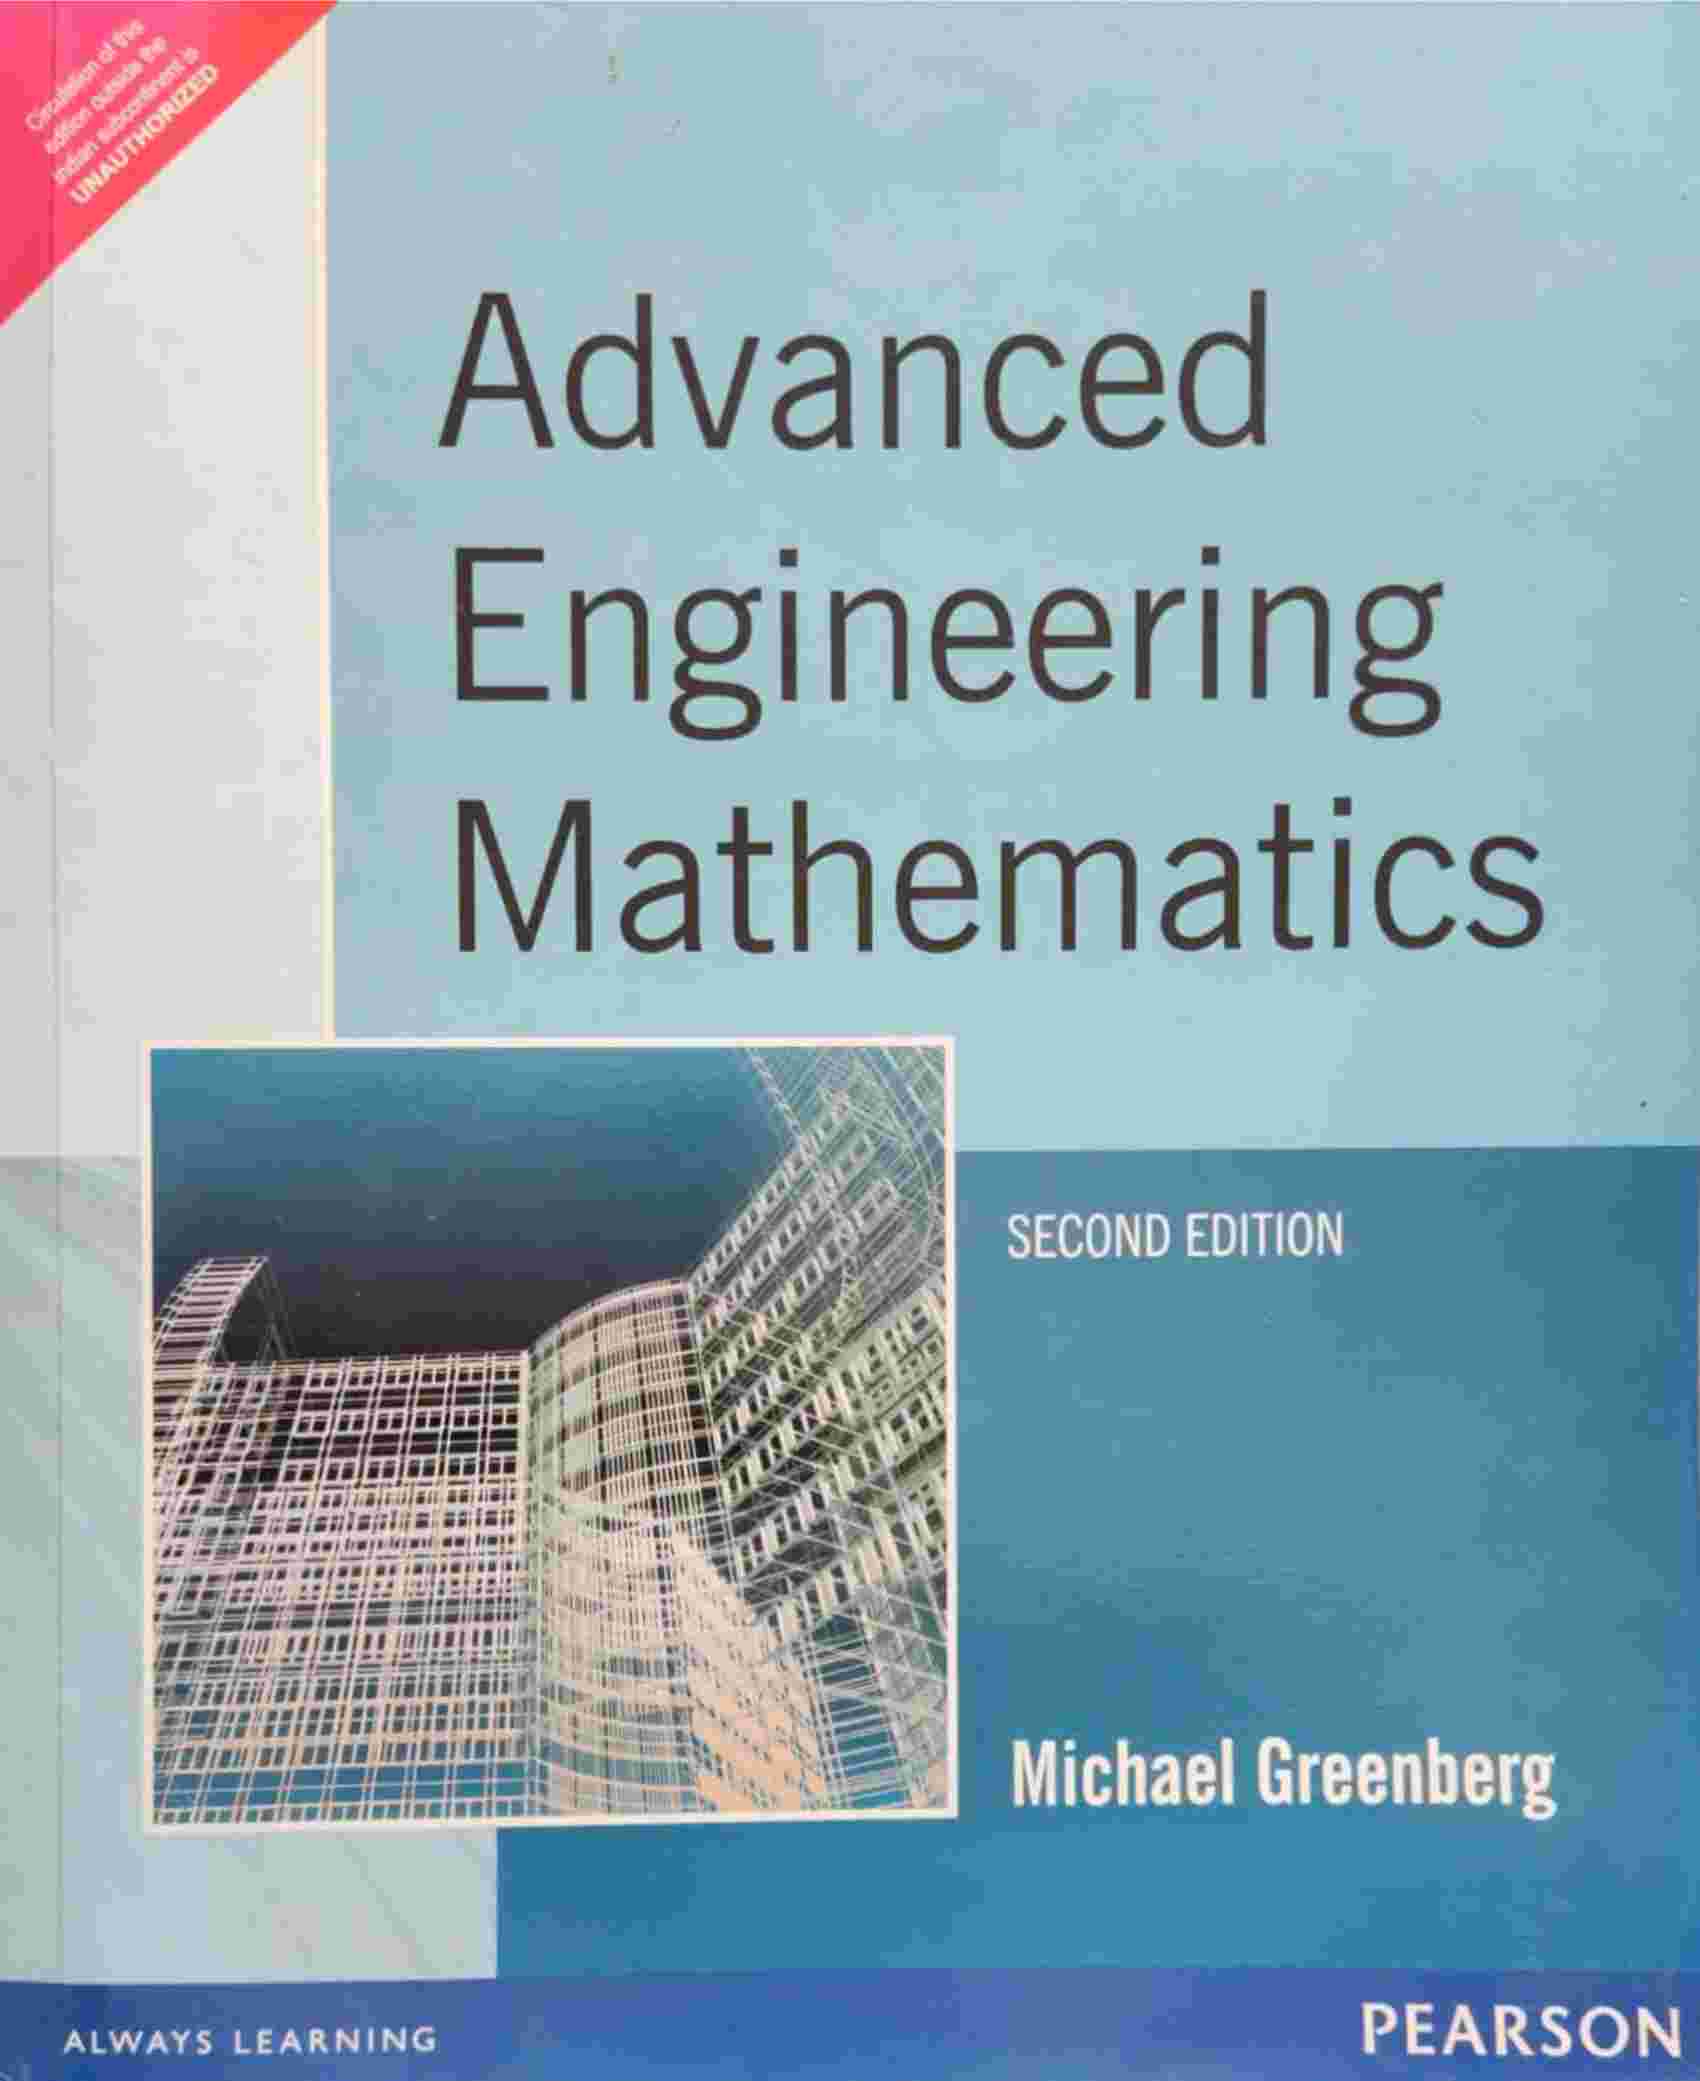 Circulation of this
edition outside the
Indian subcontinent is
UNAUTHORIZED
Advanced
Engineering
Mathematics
SECOND EDITION
Michael Greenberg
ALWAYS LEARNING
PEARSON